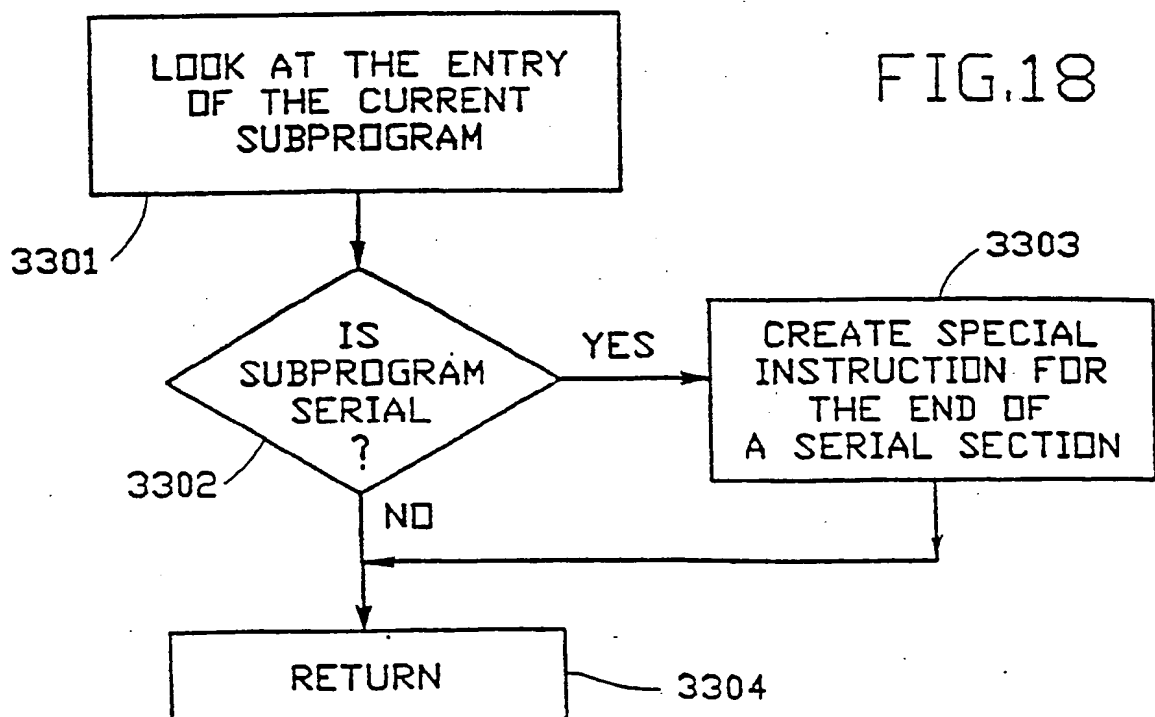 FIG.18
LOOK AT THE ENTRY
OF THE CURRENT
SUBPROGRAM
3301
IS
SUBPROGRAM
SERIAL
?
3302
YES
3303
CREATE SPECIAL
INSTRUCTION FOR
THE END OF
A SERIAL SECTION
NO
RETURN
3304